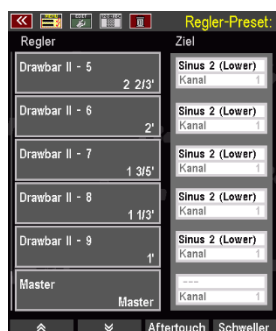 Regler-Preset:
Regler Ziel
Drawbar II - 5
2 2/3'
Sinus 2 (Lower)
Kanal 1
Drawbar II - 6
2'
Sinus 2 (Lower)
Kanal 1
Drawbar II - 7
1 3/5'
Sinus 2 (Lower)
Kanal 1
Drawbar II - 8
1 1/3'
Sinus 2 (Lower)
Kanal 1
Drawbar II - 9
1'
Sinus 2 (Lower)
Kanal 1
Master
Master
---
Kanal 1
Aftertouch Schweller